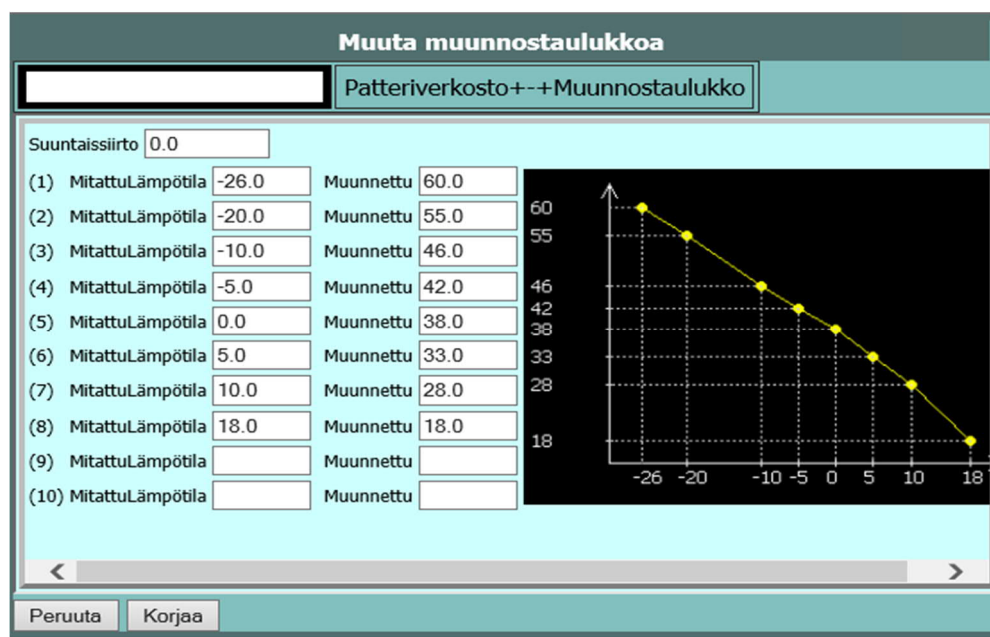 Muuta muunnostaulukkoa
Patteriverkosto+-+Muunnostaulukko
Suuntaissiirto 0.0
(1) MitattuLämpötila -26.0 Muunnettu 60.0
(2) MitattuLämpötila -20.0 Muunnettu 55.0
(3) MitattuLämpötila -10.0 Muunnettu 46.0
(4) MitattuLämpötila -5.0 Muunnettu 42.0
(5) MitattuLämpötila 0.0 Muunnettu 38.0
(6) MitattuLämpötila 5.0 Muunnettu 33.0
(7) MitattuLämpötila 10.0 Muunnettu 28.0
(8) MitattuLämpötila 18.0 Muunnettu 18.0
(9) MitattuLämpötila Muunnettu
(10) MitattuLämpötila Muunnettu
60
55
46
42
38
33
28
18
-26 -20 -10 -5 0 5 10 18
Peruuta Korjaa